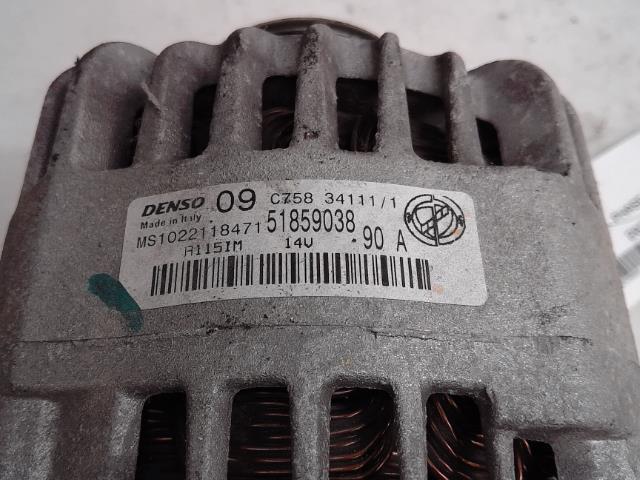 DENSO 09 C758 34111/1
Made in Italy
MS1022118471 51859038
A115IM 14V 90 A